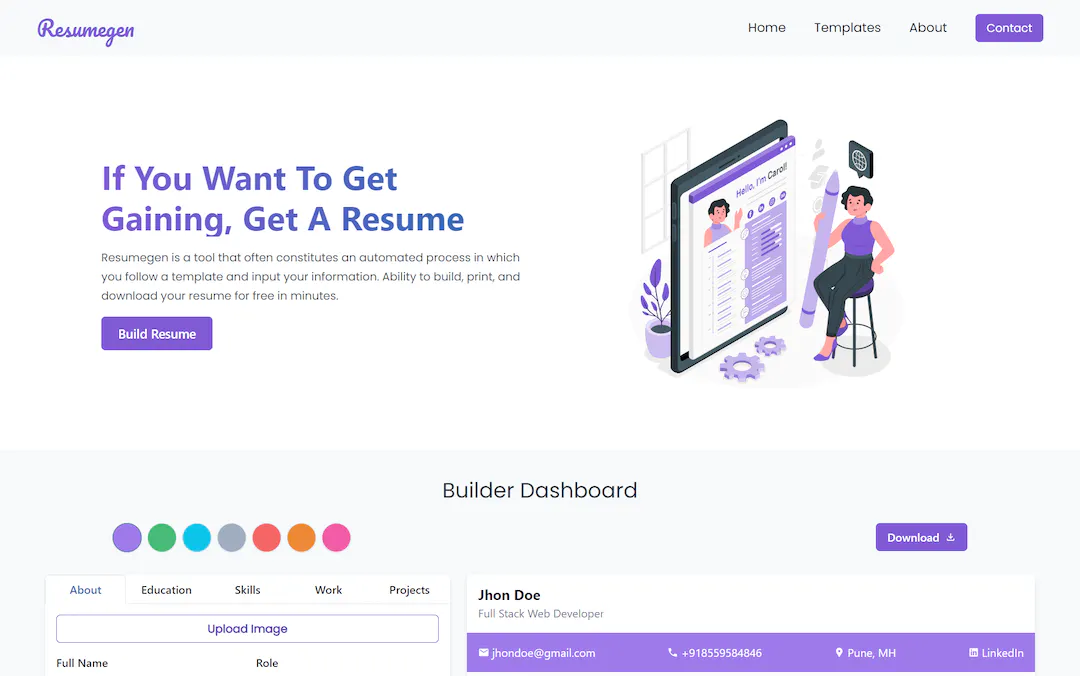 Resumegen
Home Templates About Contact
If You Want To Get
Gaining, Get A Resume
Resumegen is a tool that often constitutes an automated process in which
you follow a template and input your information. Ability to build, print, and
download your resume for free in minutes.
Build Resume
Hello, I'm Carol!
Builder Dashboard
Download
About Education Skills Work Projects
Upload Image
Full Name Role
Jhon Doe
Full Stack Web Developer
jhondoe@gmail.com +918559584846 Pune, MH LinkedIn